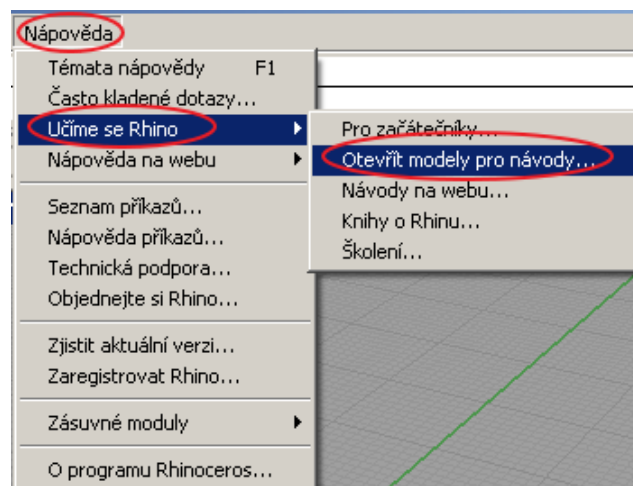 Nápověda
Témata nápovědy F1
Často kladené dotazy...
Učíme se Rhino
Nápověda na webu
Seznam příkazů...
Nápověda příkazů...
Technická podpora...
Objednejte si Rhino...
Zjistit aktuální verzi...
Zaregistrovat Rhino...
Zásuvné moduly
O programu Rhinoceros...
Pro začátečníky...
Otevřít modely pro návody...
Návody na webu...
Knihy o Rhinu...
Školení...